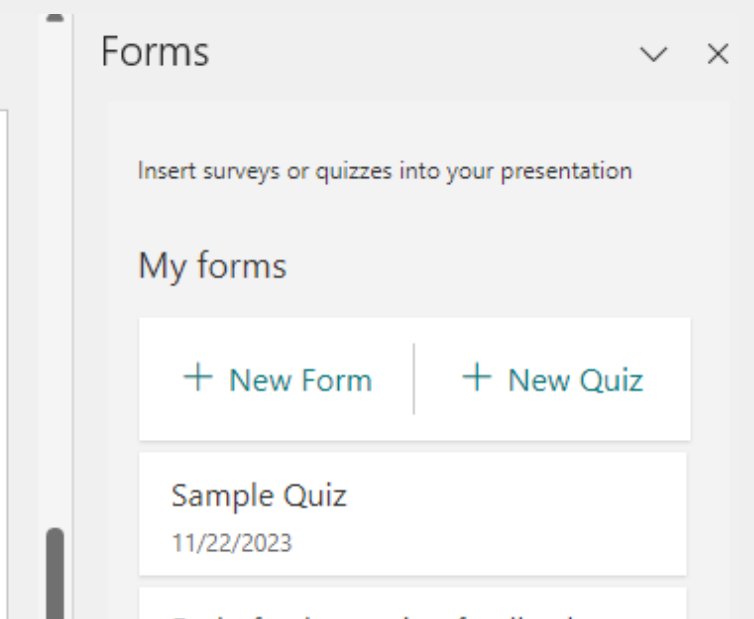 Forms
Insert surveys or quizzes into your presentation
My forms
+ New Form
+ New Quiz
Sample Quiz
11/22/2023